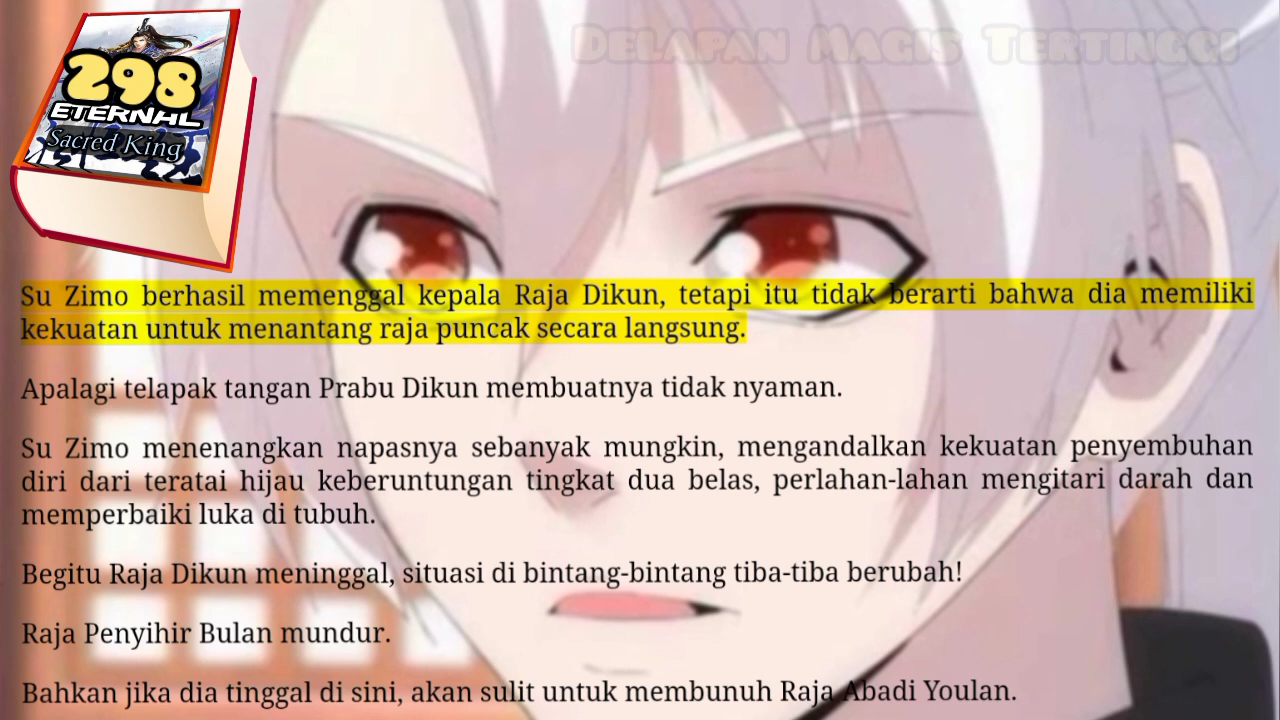 Delapan Magis Tertinggi
298
ETERNAL
Sacred King
Su Zimo berhasil memenggal kepala Raja Dikun, tetapi itu tidak berarti bahwa dia memiliki
kekuatan untuk menantang raja puncak secara langsung.
Apalagi telapak tangan Prabu Dikun membuatnya tidak nyaman.
Su Zimo menenangkan napasnya sebanyak mungkin, mengandalkan kekuatan penyembuhan
diri dari teratai hijau keberuntungan tingkat dua belas, perlahan-lahan mengitari darah dan
memperbaiki luka di tubuh.
Begitu Raja Dikun meninggal, situasi di bintang-bintang tiba-tiba berubah!
Raja Penyihir Bulan mundur.
Bahkan jika dia tinggal di sini, akan sulit untuk membunuh Raja Abadi Youlan.